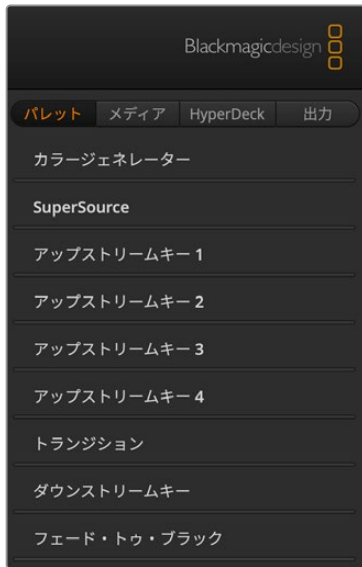 Blackmagicdesign
パレット メディア HyperDeck 出力
カラージェネレーター
SuperSource
アップストリームキー 1
アップストリームキー 2
アップストリームキー 3
アップストリームキー 4
トランジション
ダウンストリームキー
フェード・トゥ・ブラック